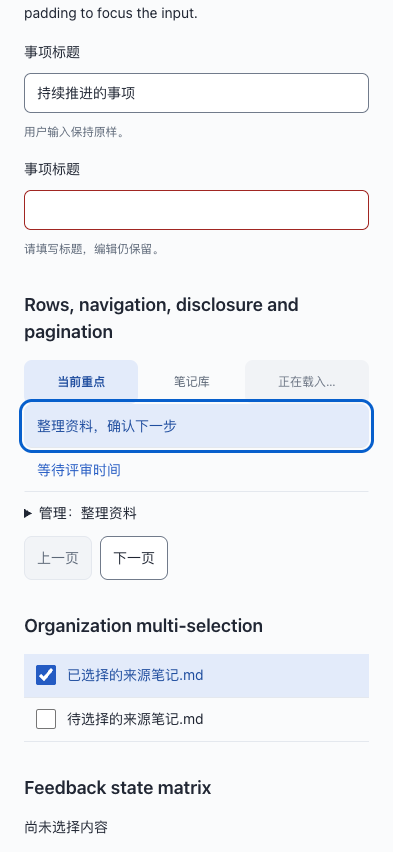 padding to focus the input.
事项标题
持续推进的事项
用户输入保持原样。
事项标题
请填写标题，编辑仍保留。
Rows, navigation, disclosure and
pagination
当前重点
笔记库
正在载入…
整理资料，确认下一步
等待评审时间
管理：整理资料
上一页
下一页
Organization multi-selection
已选择的来源笔记.md
待选择的来源笔记.md
Feedback state matrix
尚未选择内容